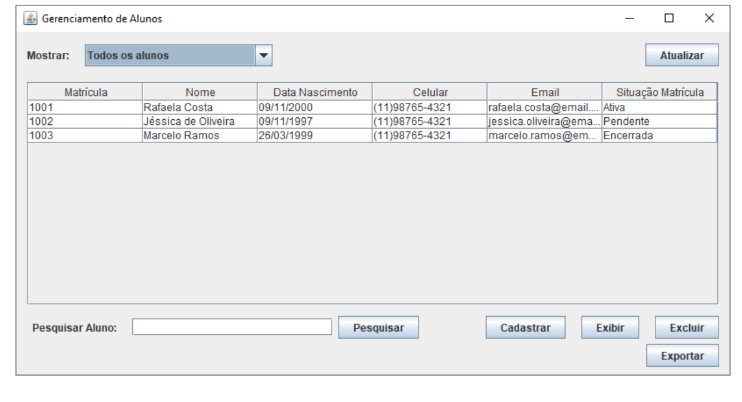 Gerenciamento de Alunos
Mostrar: Todos os alunos Atualizar
Matrícula Nome Data Nascimento Celular Email Situação Matrícula
1001 Rafaela Costa 09/11/2000 (11)98765-4321 rafaela.costa@email.... Ativa
1002 Jéssica de Oliveira 09/11/1997 (11)98765-4321 jessica.oliveira@ema... Pendente
1003 Marcelo Ramos 26/03/1999 (11)98765-4321 marcelo.ramos@em... Encerrada
Pesquisar Aluno: Pesquisar Cadastrar Exibir Excluir
Exportar